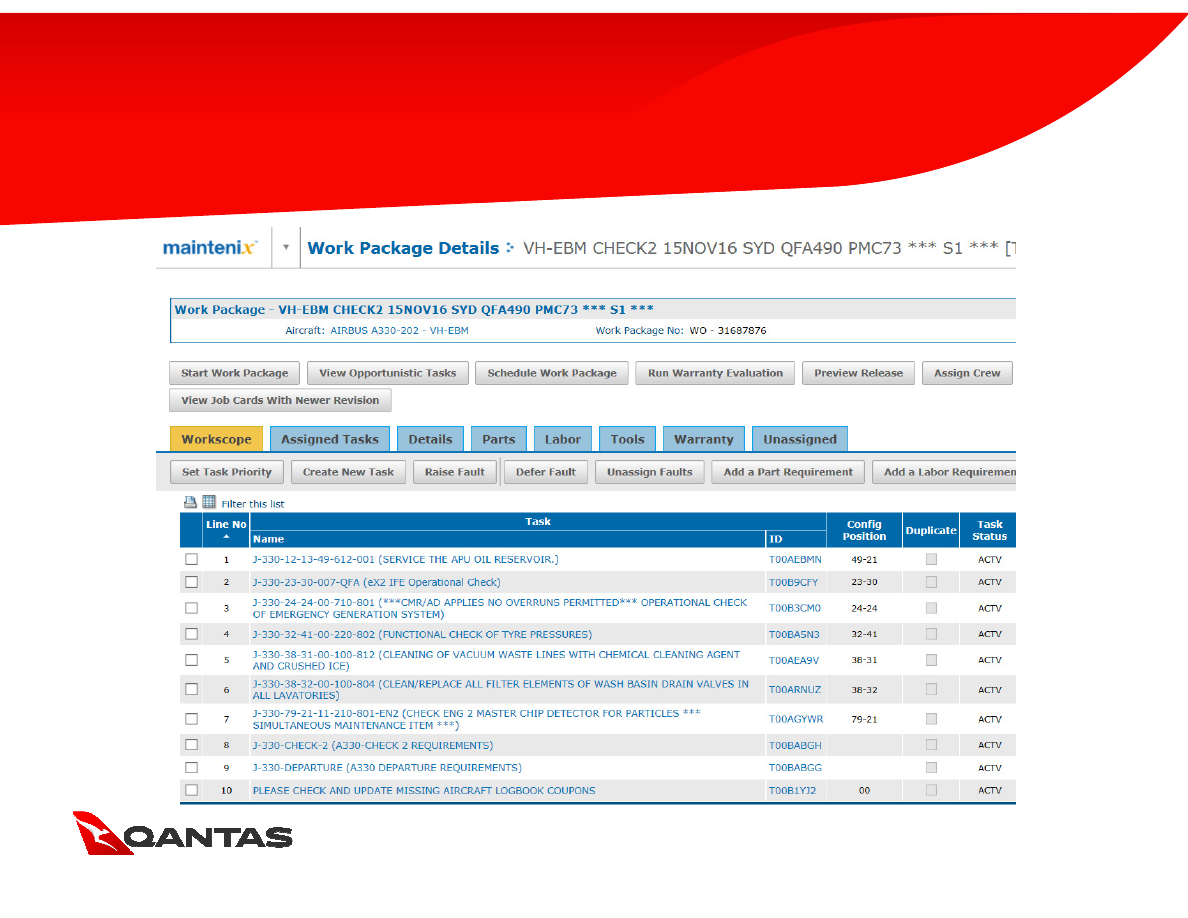 maintenix™ Work Package Details VH-EBM CHECK2 15NOV16 SYD QFA490 PMC73 *** S1 *** [T
Work Package - VH-EBM CHECK2 15NOV16 SYD QFA490 PMC73 *** S1 ***
Aircraft: AIRBUS A330-202 - VH-EBM Work Package No: WO - 31687876
Start Work Package View Opportunistic Tasks Schedule Work Package Run Warranty Evaluation Preview Release Assign Crew
View Job Cards With Newer Revision
Workscope Assigned Tasks Details Parts Labor Tools Warranty Unassigned
Set Task Priority Create New Task Raise Fault Defer Fault Unassign Faults Add a Part Requirement Add a Labor Requiremen
Filter this list
Line No Task Config Position Duplicate Task Status
Name ID
1 J-330-12-13-49-612-001 (SERVICE THE APU OIL RESERVOIR.) T00AEBMN 49-21 ACTV
2 J-330-23-30-007-QFA (eX2 IFE Operational Check) T00B9CFY 23-30 ACTV
3 J-330-24-24-00-710-801 (***CMR/AD APPLIES NO OVERRUNS PERMITTED*** OPERATIONAL CHECK
OF EMERGENCY GENERATION SYSTEM) T00B3CM0 24-24 ACTV
4 J-330-32-41-00-220-802 (FUNCTIONAL CHECK OF TYRE PRESSURES) T00BA5N3 32-41 ACTV
5 J-330-38-31-00-100-812 (CLEANING OF VACUUM WASTE LINES WITH CHEMICAL CLEANING AGENT
AND CRUSHED ICE) T00AEA9V 38-31 ACTV
6 J-330-38-32-00-100-804 (CLEAN/REPLACE ALL FILTER ELEMENTS OF WASH BASIN DRAIN VALVES IN
ALL LAVATORIES) T00ARNUZ 38-32 ACTV
7 J-330-79-21-11-210-801-EN2 (CHECK ENG 2 MASTER CHIP DETECTOR FOR PARTICLES ***
SIMULTANEOUS MAINTENANCE ITEM ***) T00AGYWR 79-21 ACTV
8 J-330-CHECK-2 (A330-CHECK 2 REQUIREMENTS) T00BABGH ACTV
9 J-330-DEPARTURE (A330 DEPARTURE REQUIREMENTS) T00BABGG ACTV
10 PLEASE CHECK AND UPDATE MISSING AIRCRAFT LOGBOOK COUPONS T00B1YJ2 00 ACTV
QANTAS